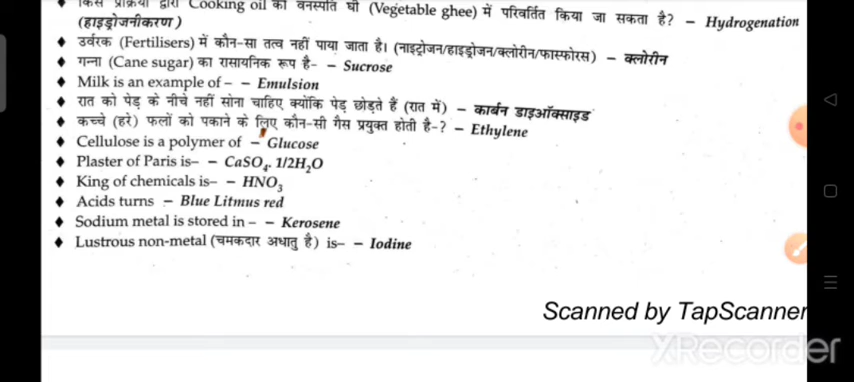 ♦ किस प्रक्रिया द्वारा Cooking oil को वनस्पति घी (Vegetable ghee) में परिवर्तित किया जा सकता है? – Hydrogenation
(हाइड्रोजनीकरण)
♦ उर्वरक (Fertilisers) में कौन-सा तत्व नहीं पाया जाता है। (नाइट्रोजन/हाइड्रोजन/क्लोरीन/फास्फोरस) – क्लोरीन
♦ गन्ना (Cane sugar) का रासायनिक रूप है- – Sucrose
♦ Milk is an example of – – Emulsion
♦ रात को पेड़ के नीचे नहीं सोना चाहिए क्योंकि पेड़ छोड़ते हैं (रात में) – कार्बन डाइऑक्साइड
♦ कच्चे (हरे) फलों को पकाने के लिए कौन-सी गैस प्रयुक्त होती है-? – Ethylene
♦ Cellulose is a polymer of – Glucose
♦ Plaster of Paris is– – CaSO₄. 1/2H₂O
♦ King of chemicals is– – HNO₃
♦ Acids turns – Blue Litmus red
♦ Sodium metal is stored in– – Kerosene
♦ Lustrous non-metal (चमकदार अधातु है) is– – Iodine
Scanned by TapScanner
XRecorder